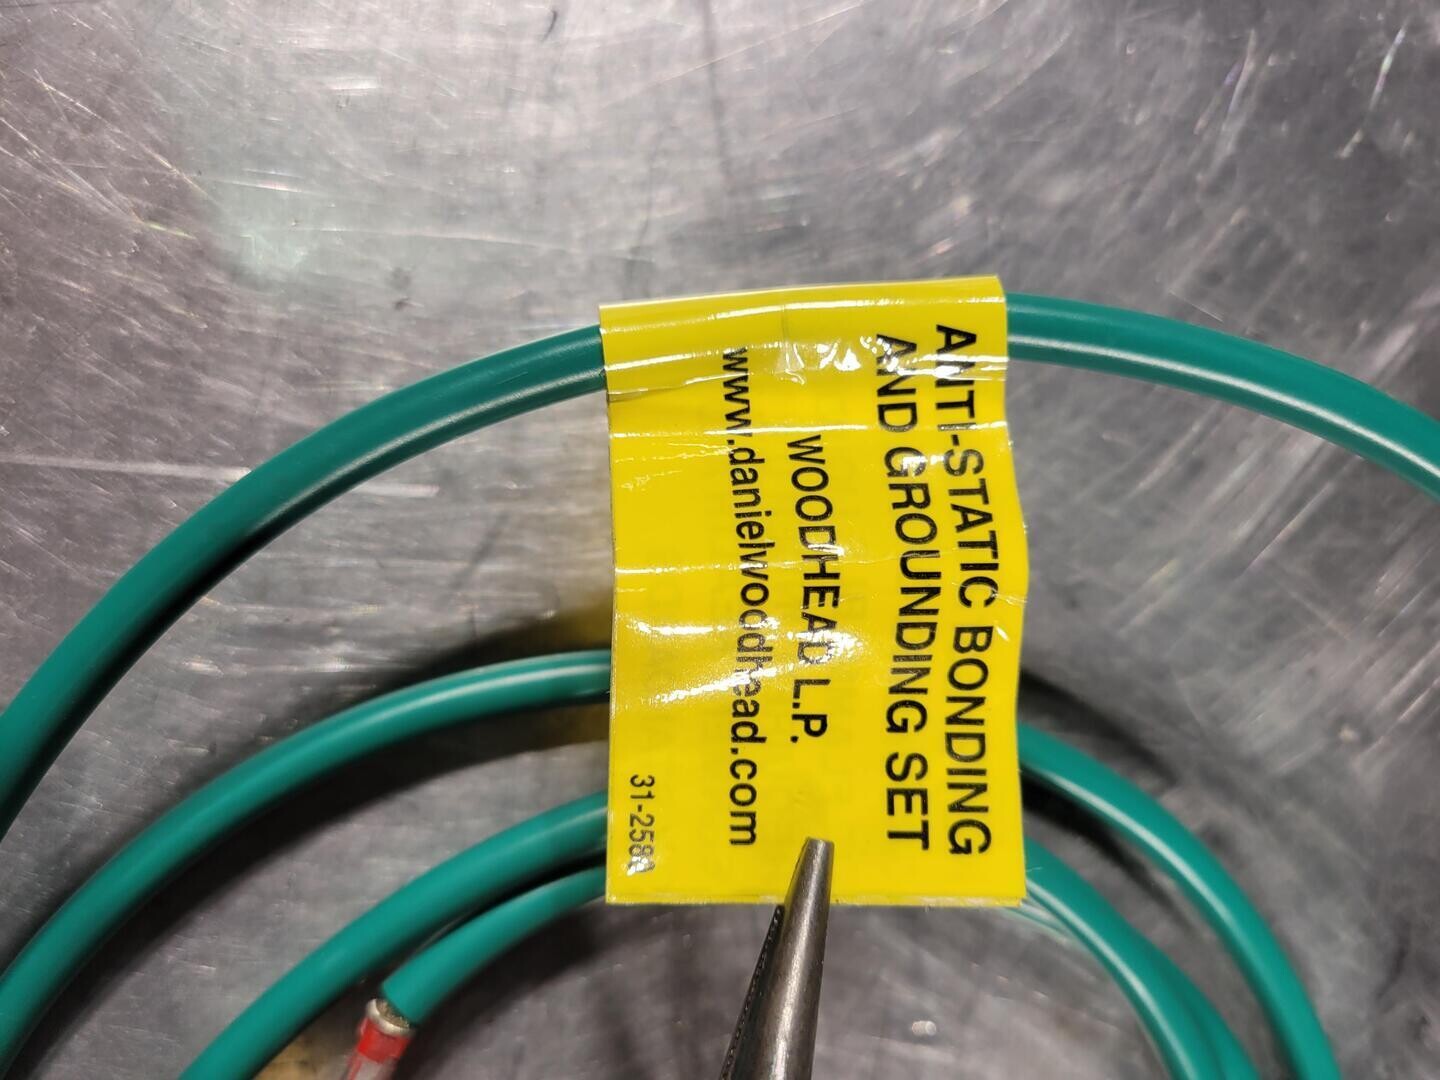 ANTI-STATIC BONDING
AND GROUNDING SET
WOODHEAD L.P.
www.danielwoodhead.com